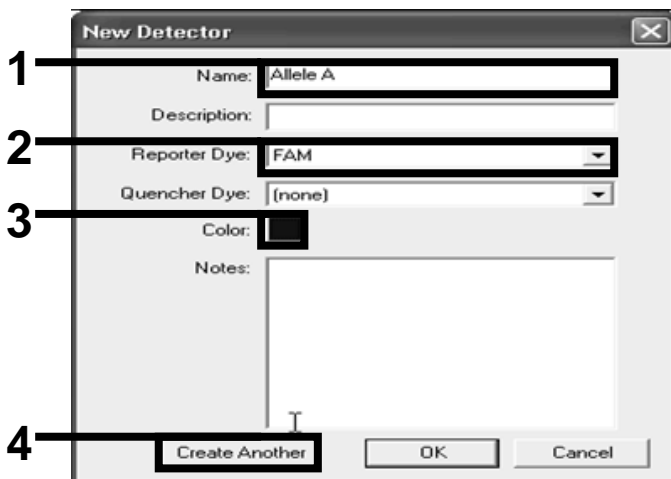 New Detector
1 Name: Allele A
Description:
2 Reporter Dye: FAM
Quencher Dye: (none)
3 Color:
Notes:
4 Create Another OK Cancel